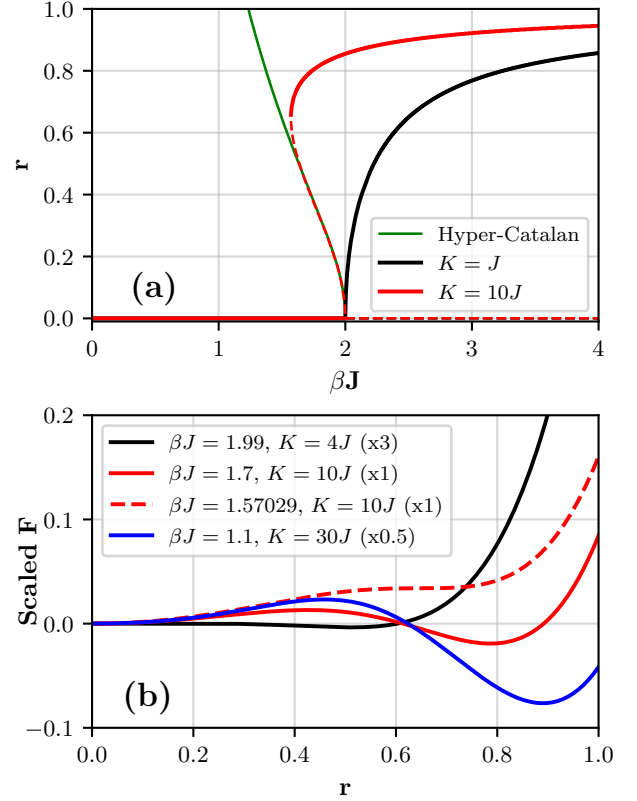 1.0
0.8
0.6
0.4
0.2
0.0
r
Hyper-Catalan
K = J
K = 10J
(a)
0 1 2 3 4
βJ
0.2
0.1
0.0
−0.1
Scaled F
βJ = 1.99, K = 4J (x3)
βJ = 1.7, K = 10J (x1)
βJ = 1.57029, K = 10J (x1)
βJ = 1.1, K = 30J (x0.5)
(b)
0.0 0.2 0.4 0.6 0.8 1.0
r